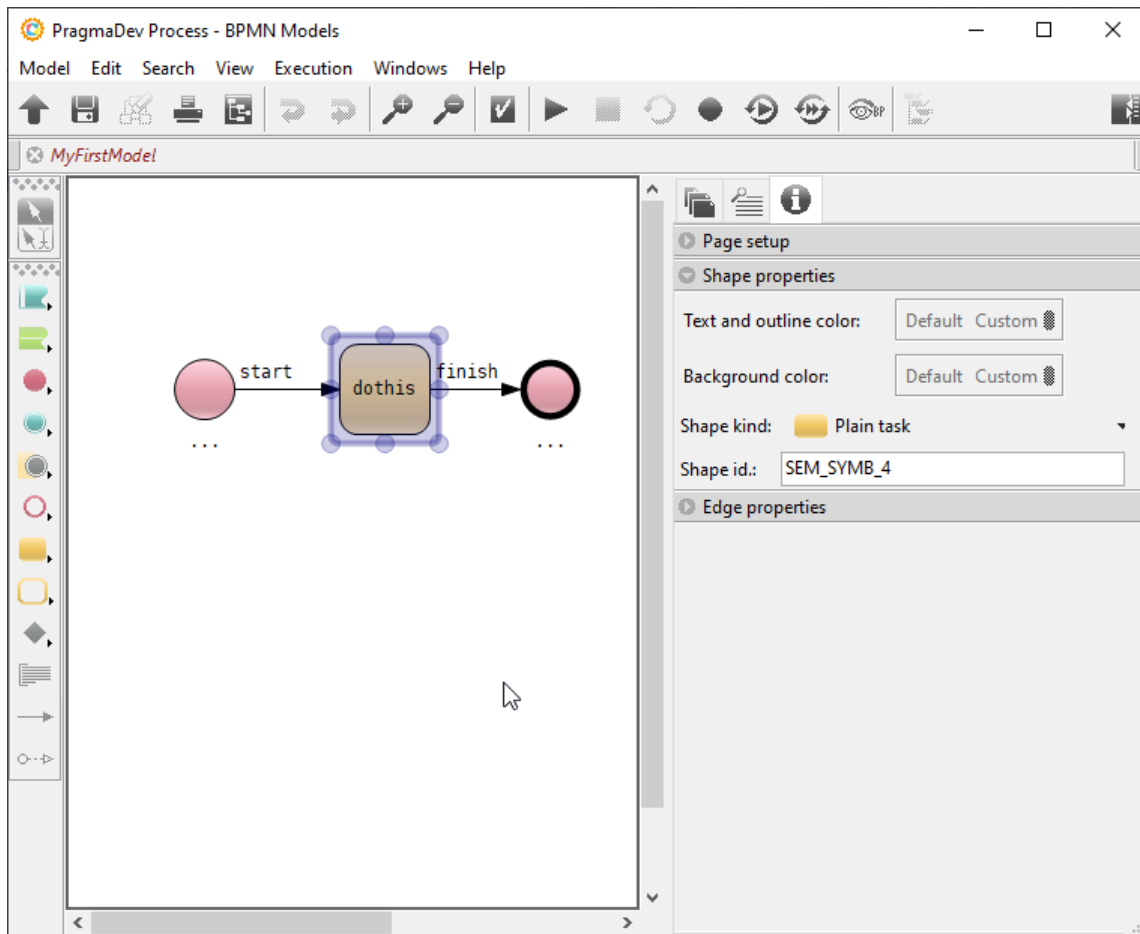 PragmaDev Process - BPMN Models
Model Edit Search View Execution Windows Help
BP
MyFirstModel
Page setup
Shape properties
Text and outline color: Default Custom
Background color: Default Custom
Shape kind: Plain task
Shape id.: SEM_SYMB_4
Edge properties
start dothis finish
... ...